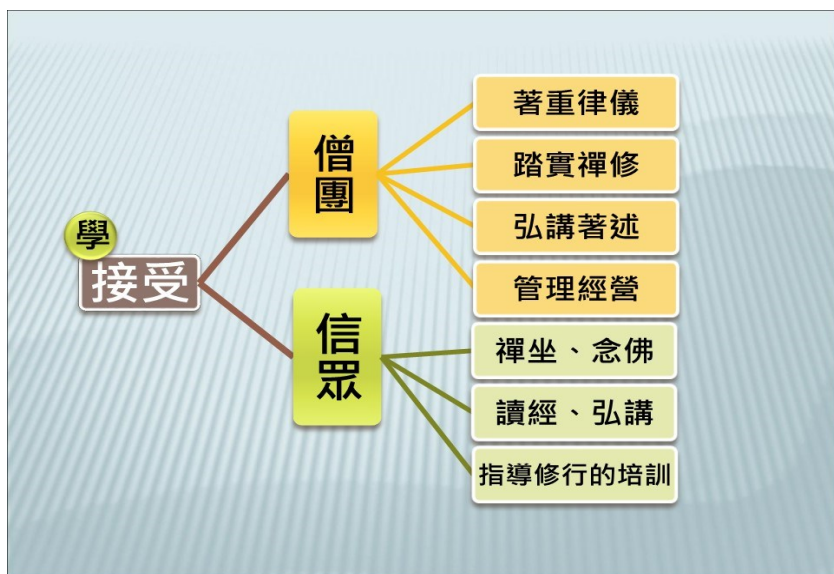 學
接受
僧
團
著重律儀
踏實禪修
弘講著述
管理經營
信
眾
禪坐、念佛
讀經、弘講
指導修行的培訓